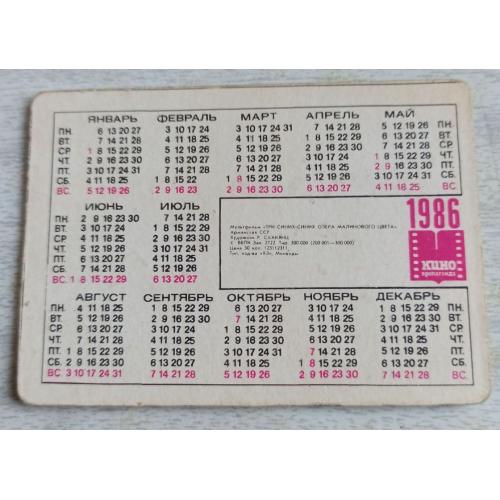 ЯНВАРЬ ФЕВРАЛЬ МАРТ АПРЕЛЬ МАЙ
ПН. 6 13 20 27 3 10 17 24 3 10 17 24 31 7 14 21 28 5 12 19 26 ПН.
ВТ. 7 14 21 28 4 11 18 25 4 11 18 25 1 8 15 22 29 6 13 20 27 ВТ.
СР 1 8 15 22 29 5 12 19 26 5 12 19 26 2 9 16 23 30 7 14 21 28 СР.
ЧТ. 2 9 16 23 30 6 13 20 27 6 13 20 27 3 10 17 24 1 8 15 22 29 ЧТ.
ПТ. 3 10 17 24 31 7 14 21 28 7 14 21 28 4 11 18 25 2 9 16 23 30 ПТ.
СБ. 4 11 18 25 1 8 15 22 1 8 15 22 29 5 12 19 26 3 10 17 24 31 СБ.
ВС. 5 12 19 26 2 9 16 23 2 9 16 23 30 6 13 20 27 4 11 18 25 ВС.
ИЮНЬ ИЮЛЬ
ПН. 2 9 16 23 30 7 14 21 28
ВТ. 3 10 17 24 1 8 15 22 29
СР. 4 11 18 25 2 9 16 23 30
ЧТ. 5 12 19 26 3 10 17 24 31
ПТ. 6 13 20 27 4 11 18 25
СБ. 7 14 21 28 5 12 19 26
ВС. 1 8 15 22 29 6 13 20 27
Мультфильм «ТРИ СИНИХ-СИНИХ ОЗЕРА МАЛИНОВОГО ЦВЕТА»
Армянская ССР
Художник Р. СААКЯНЦ
Цена 30 коп.
1986
кино
пропаганда
АВГУСТ СЕНТЯБРЬ ОКТЯБРЬ НОЯБРЬ ДЕКАБРЬ
ПН. 4 11 18 25 1 8 15 22 29 6 13 20 27 3 10 17 24 1 8 15 22 29 ПН.
ВТ. 5 12 19 26 2 9 16 23 30 7 14 21 28 4 11 18 25 2 9 16 23 30 ВТ.
СР. 6 13 20 27 3 10 17 24 1 8 15 22 29 5 12 19 26 3 10 17 24 31 СР.
ЧТ. 7 14 21 28 4 11 18 25 2 9 16 23 30 6 13 20 27 4 11 18 25 ЧТ.
ПТ. 1 8 15 22 29 5 12 19 26 3 10 17 24 31 7 14 21 28 5 12 19 26 ПТ.
СБ. 2 9 16 23 30 6 13 20 27 4 11 18 25 1 8 15 22 29 6 13 20 27 СБ.
ВС. 3 10 17 24 31 7 14 21 28 5 12 19 26 2 9 16 23 30 7 14 21 28 ВС.